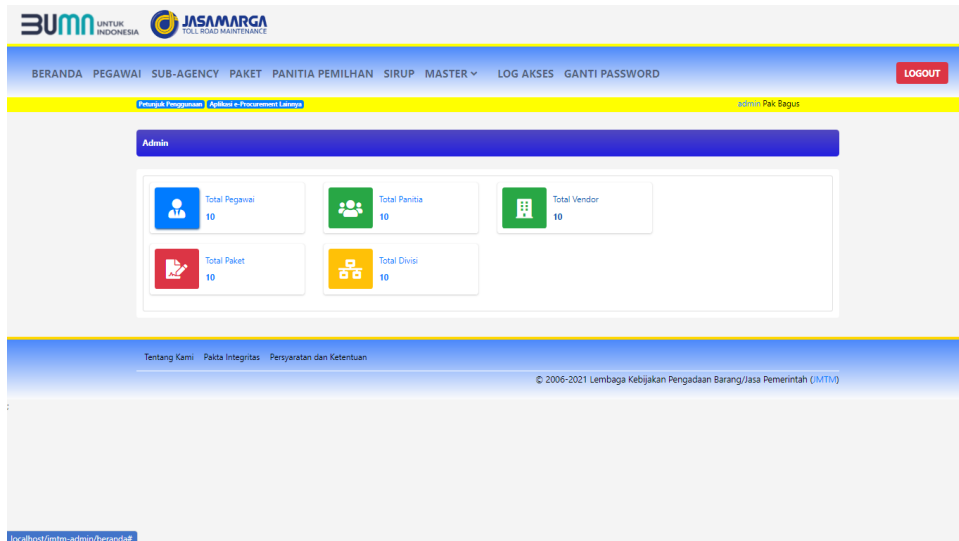 BUMN UNTUK INDONESIA JASAMARGA TOLL ROAD MAINTENANCE
BERANDA PEGAWAI SUB-AGENCY PAKET PANITIA PEMILHAN SIRUP MASTER LOG AKSES GANTI PASSWORD LOGOUT
Petunjuk Penggunaan Aplikasi e-Procurement Lainnya admin Pak Bagus
Admin
Total Pegawai Total Panitia Total Vendor
10 10 10
Total Paket Total Divisi
10 10
Tentang Kami Pakta Integritas Persyaratan dan Ketentuan
© 2006-2021 Lembaga Kebijakan Pengadaan Barang/Jasa Pemerintah (JMTM)
;
localhost/jmtm-admin/beranda#